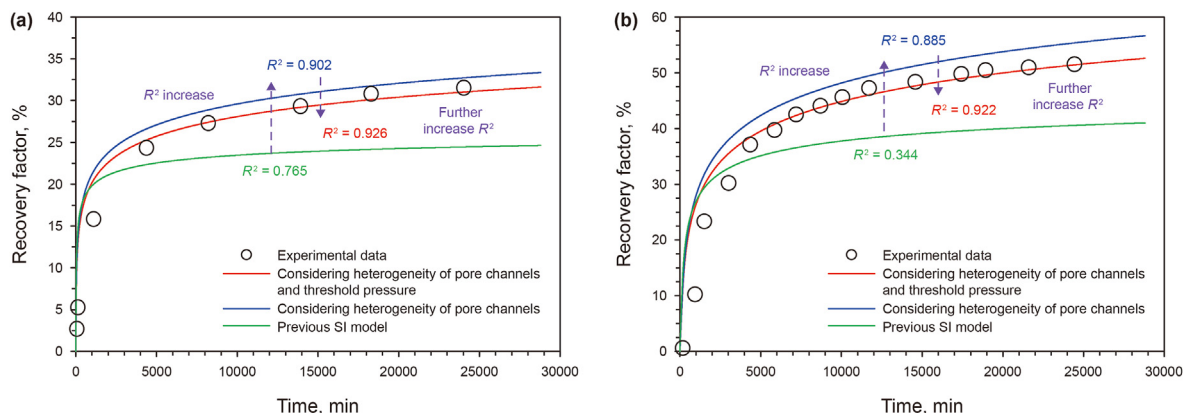 (a)
40
35
30
25
20
15
10
5
0
Recovery factor, %
R² = 0.902
R² increase
R² = 0.926
Further
increase R²
R² = 0.765
Experimental data
Considering heterogeneity of pore channels
and threshold pressure
Considering heterogeneity of pore channels
Previous SI model
0 5000 10000 15000 20000 25000 30000
Time, min
(b)
60
50
40
30
20
10
0
Recorvery factor, %
R² = 0.885
R² increase
Further
increase R²
R² = 0.922
R² = 0.344
Experimental data
Considering heterogeneity of pore channels
and threshold pressure
Considering heterogeneity of pore channels
Previous SI model
0 5000 10000 15000 20000 25000 30000
Time, min